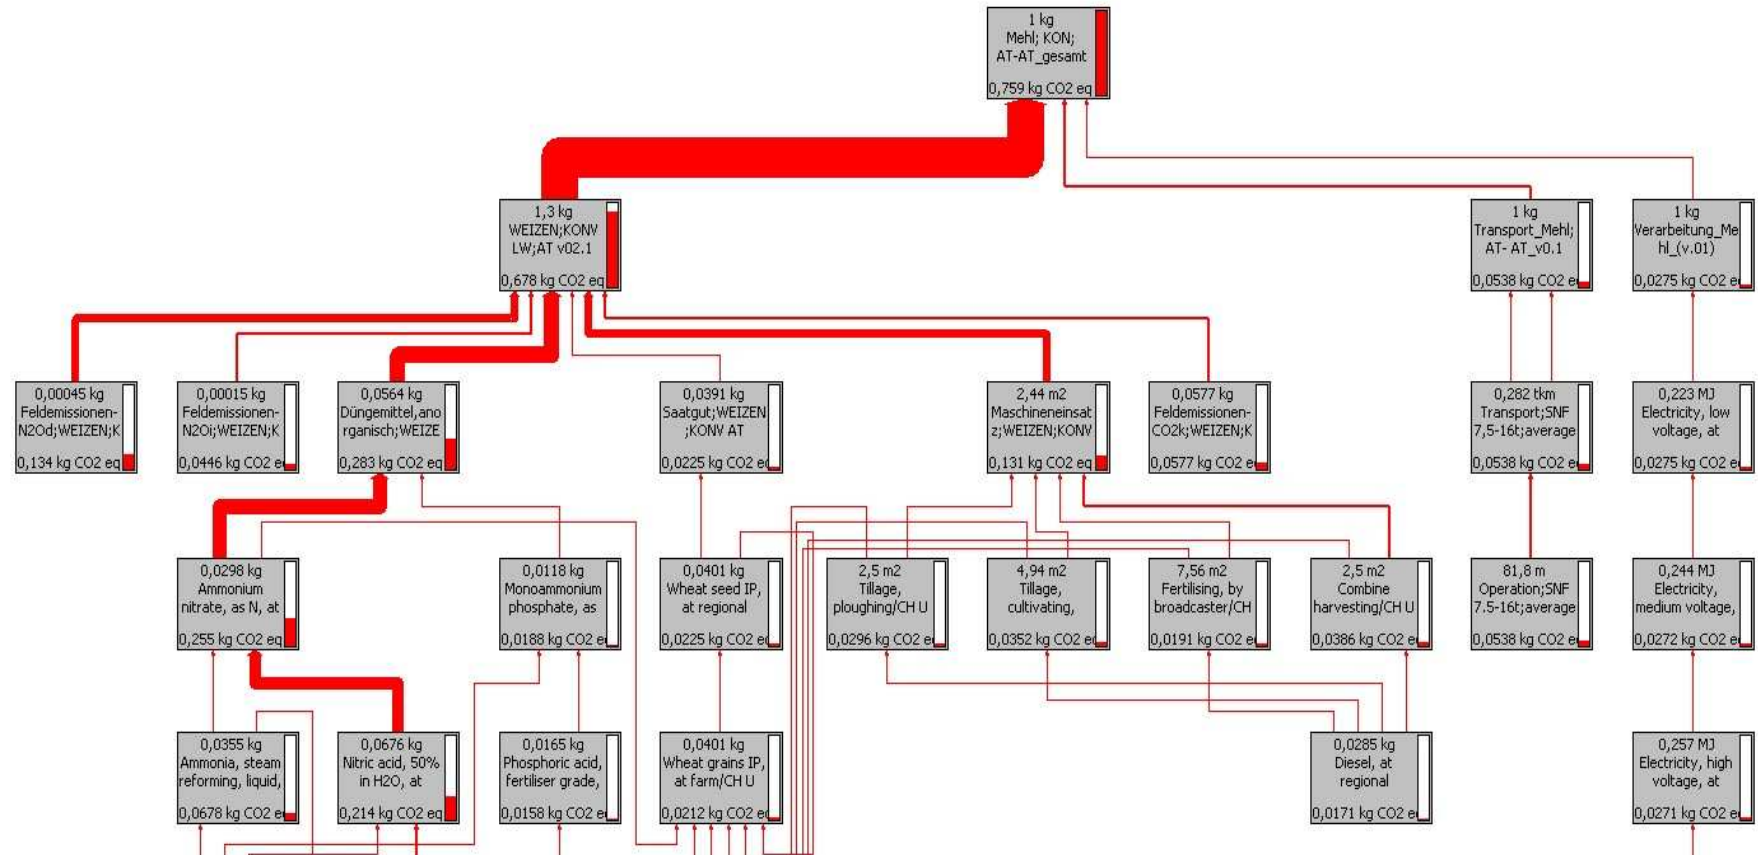 1 kg
Mehl; KON;
AT-AT_gesamt
0,759 kg CO2 eq
1,3 kg
WEIZEN;KONV
LW;AT v02.1
0,678 kg CO2 eq
1 kg
Transport_Mehl;
AT- AT_v0.1
0,0538 kg CO2 e
1 kg
Verarbeitung_Me
hl_(v.01)
0,0275 kg CO2 e
0,00045 kg
Feldemissionen-
N2Od;WEIZEN;K
0,134 kg CO2 eq
0,00015 kg
Feldemissionen-
N2Oi;WEIZEN;K
0,0446 kg CO2 e
0,0564 kg
Düngemittel,ano
rganisch;WEIZE
0,283 kg CO2 eq
0,0391 kg
Saatgut;WEIZEN
;KONV AT
0,0225 kg CO2 e
2,44 m2
Maschineneinsat
z;WEIZEN;KONV
0,131 kg CO2 eq
0,0577 kg
Feldemissionen-
CO2k;WEIZEN;K
0,0577 kg CO2 e
0,282 tkm
Transport;SNF
7,5-16t;average
0,0538 kg CO2 e
0,223 MJ
Electricity, low
voltage, at
0,0275 kg CO2 e
0,0298 kg
Ammonium
nitrate, as N, at
0,255 kg CO2 eq
0,0118 kg
Monoammonium
phosphate, as
0,0188 kg CO2 e
0,0401 kg
Wheat seed IP,
at regional
0,0225 kg CO2 e
2,5 m2
Tillage,
ploughing/CH U
0,0296 kg CO2 e
4,94 m2
Tillage,
cultivating,
0,0352 kg CO2 e
7,56 m2
Fertilising, by
broadcaster/CH
0,0191 kg CO2 e
2,5 m2
Combine
harvesting/CH U
0,0386 kg CO2 e
81,8 m
Operation;SNF
7.5-16t;average
0,0538 kg CO2 e
0,244 MJ
Electricity,
medium voltage,
0,0272 kg CO2 e
0,0355 kg
Ammonia, steam
reforming, liquid,
0,0678 kg CO2 e
0,0676 kg
Nitric acid, 50%
in H2O, at
0,214 kg CO2 eq
0,0165 kg
Phosphoric acid,
fertiliser grade,
0,0158 kg CO2 e
0,0401 kg
Wheat grains IP,
at farm/CH U
0,0212 kg CO2 e
0,0285 kg
Diesel, at
regional
0,0171 kg CO2 e
0,257 MJ
Electricity, high
voltage, at
0,0271 kg CO2 e